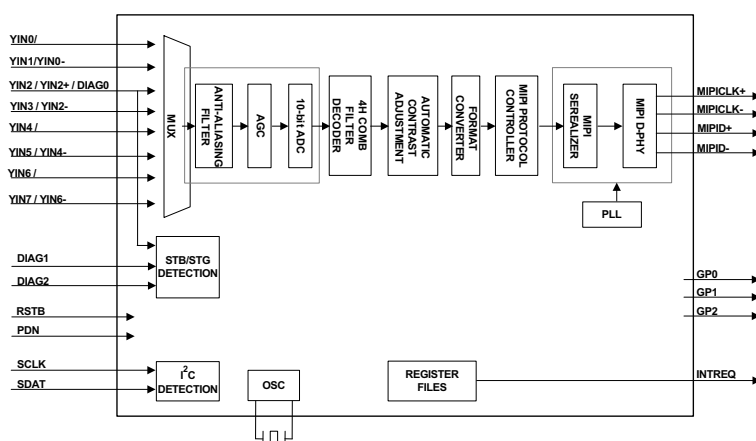 YIN0/
YIN1/YIN0-
YIN2 / YIN2+ / DIAG0
YIN3 / YIN2-
YIN4 /
YIN5 / YIN4-
YIN6 /
YIN7 / YIN6-
MUX
ANTI-ALIASING
FILTER
AGC
10-bit ADC
4H COMB
FILTER
DECODER
AUTOMATIC
CONTRAST
ADJUSTMENT
FORMAT
CONVERTER
MIPI PROTOCOL
CONTROLLER
MIPI
SEREALIZER
MIPI D-PHY
MIPICLK+
MIPICLK-
MIPID+
MIPID-
PLL
DIAG1
DIAG2
STB/STG
DETECTION
GP0
GP1
GP2
RSTB
PDN
SCLK
SDAT
I2C
DETECTION
OSC
REGISTER
FILES
INTREQ